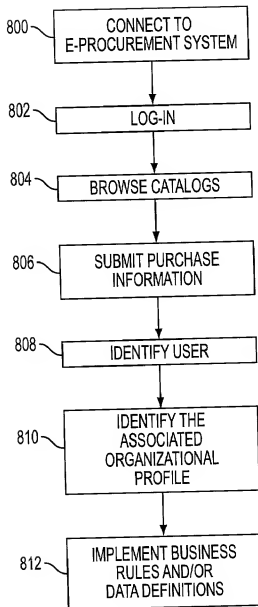 800
CONNECT TO
E-PROCUREMENT SYSTEM
802
LOG-IN
804
BROWSE CATALOGS
806
SUBMIT PURCHASE
INFORMATION
808
IDENTIFY USER
810
IDENTIFY THE
ASSOCIATED
ORGANIZATIONAL
PROFILE
812
IMPLEMENT BUSINESS
RULES AND/OR
DATA DEFINITIONS